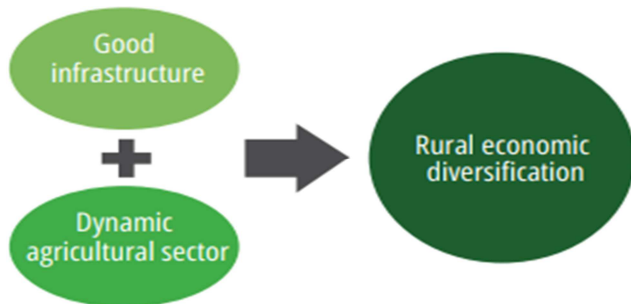 Good
infrastructure
Dynamic
agricultural sector
Rural economic
diversification